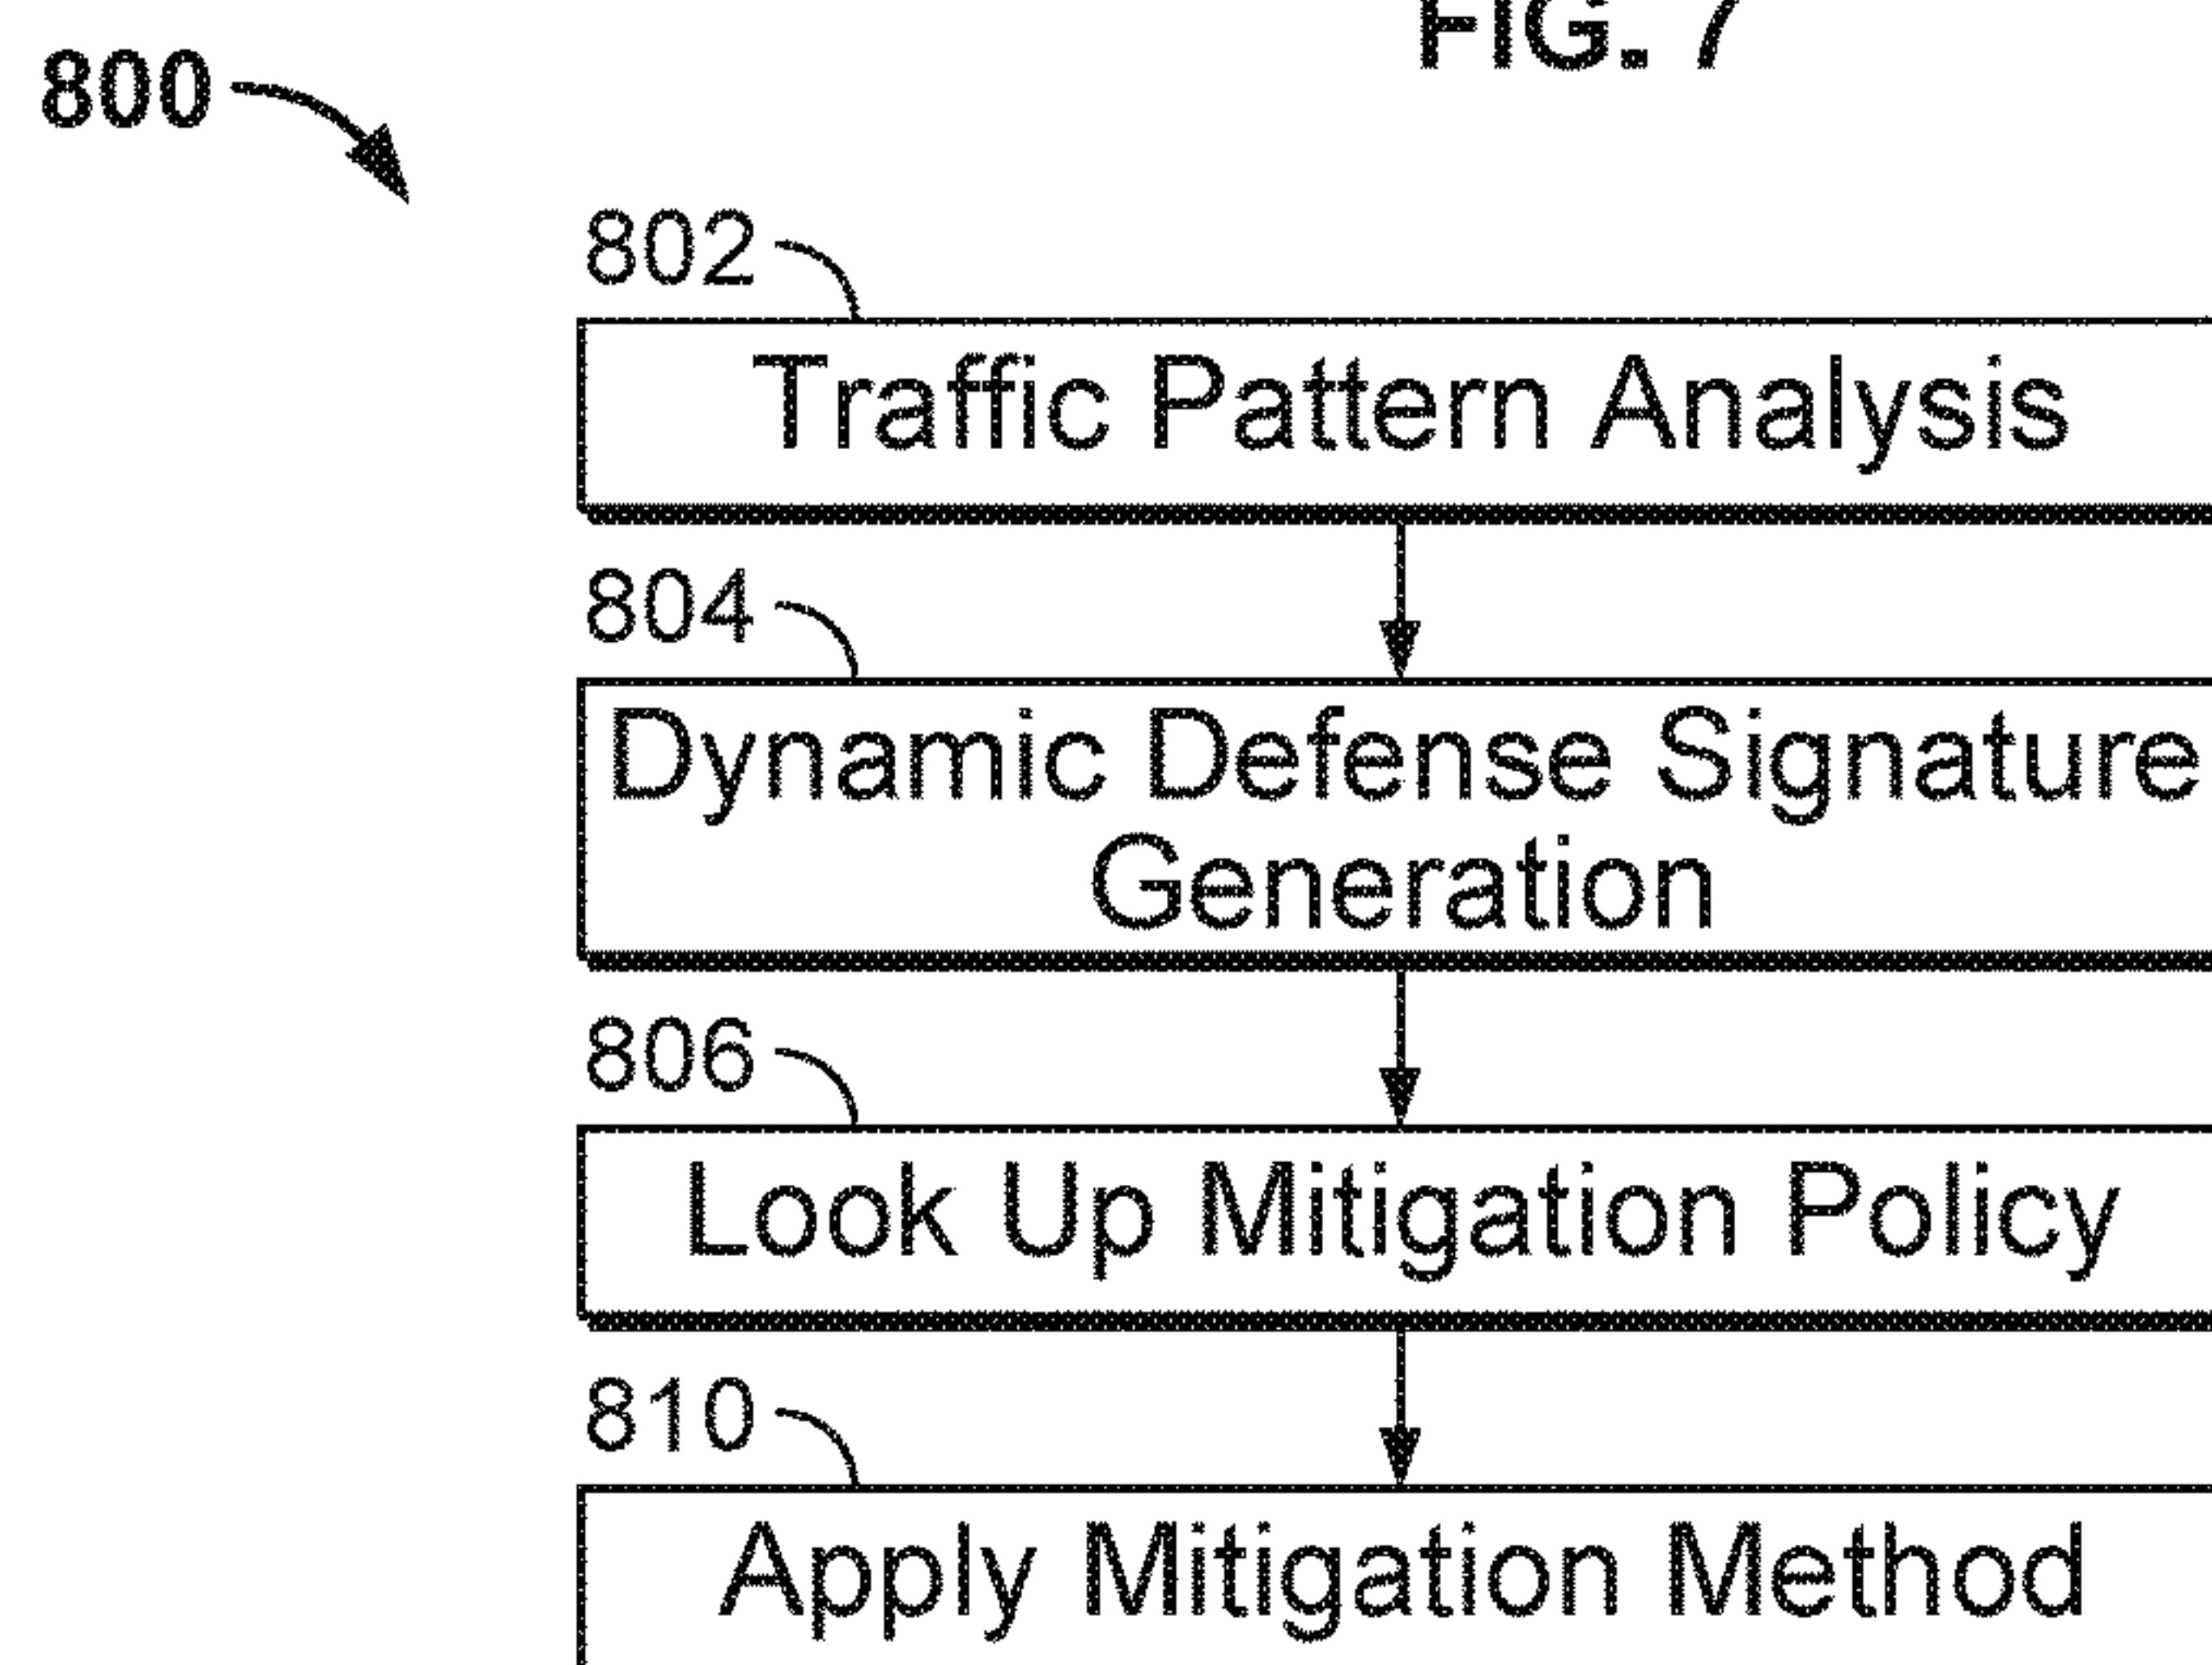 FIG. 7
800
802
Traffic Pattern Analysis
804
Dynamic Defense Signature
Generation
806
Look Up Mitigation Policy
810
Apply Mitigation Method